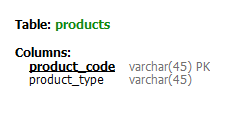 Table: products
Columns:
product_code varchar(45) PK
product_type varchar(45)